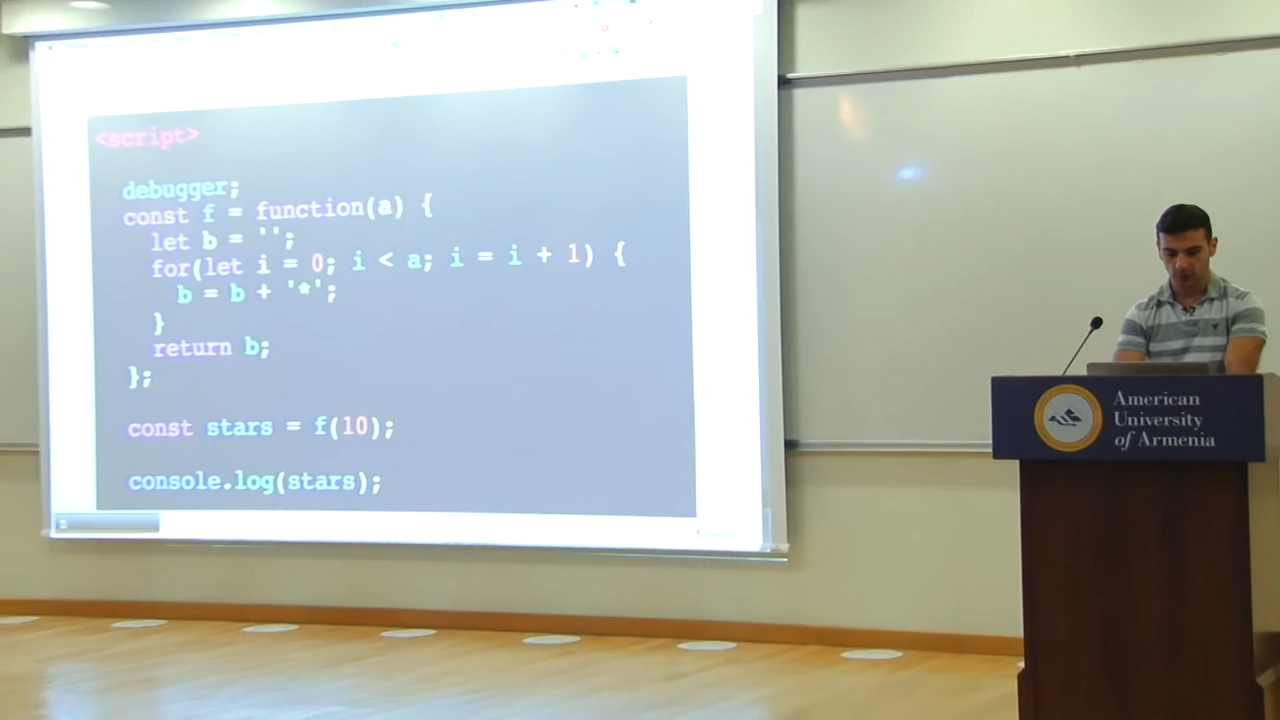 <script>
debugger;
const f = function(a) {
let b = '';
for(let i = 0; i < a; i = i + 1) {
b = b + '*';
}
return b;
};
const stars = f(10);
console.log(stars);
American
University
of Armenia